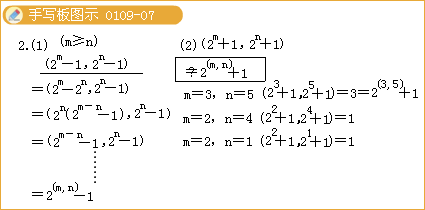 手写板图示 0109-07
2.(1) (m≥n)
(2^m-1,2^n-1)
=(2^m-2^n,2^n-1)
=(2^n(2^{m-n}-1),2^n-1)
=(2^{m-n}-1,2^n-1)
⋮
=2^{(m,n)}-1
(2)(2^m+1,2^n+1)
≟2^{(m,n)}+1
m=3, n=5 (2^3+1,2^5+1)=3=2^{(3,5)}+1
m=2, n=4 (2^2+1,2^4+1)=1
m=2, n=1 (2^2+1,2^1+1)=1